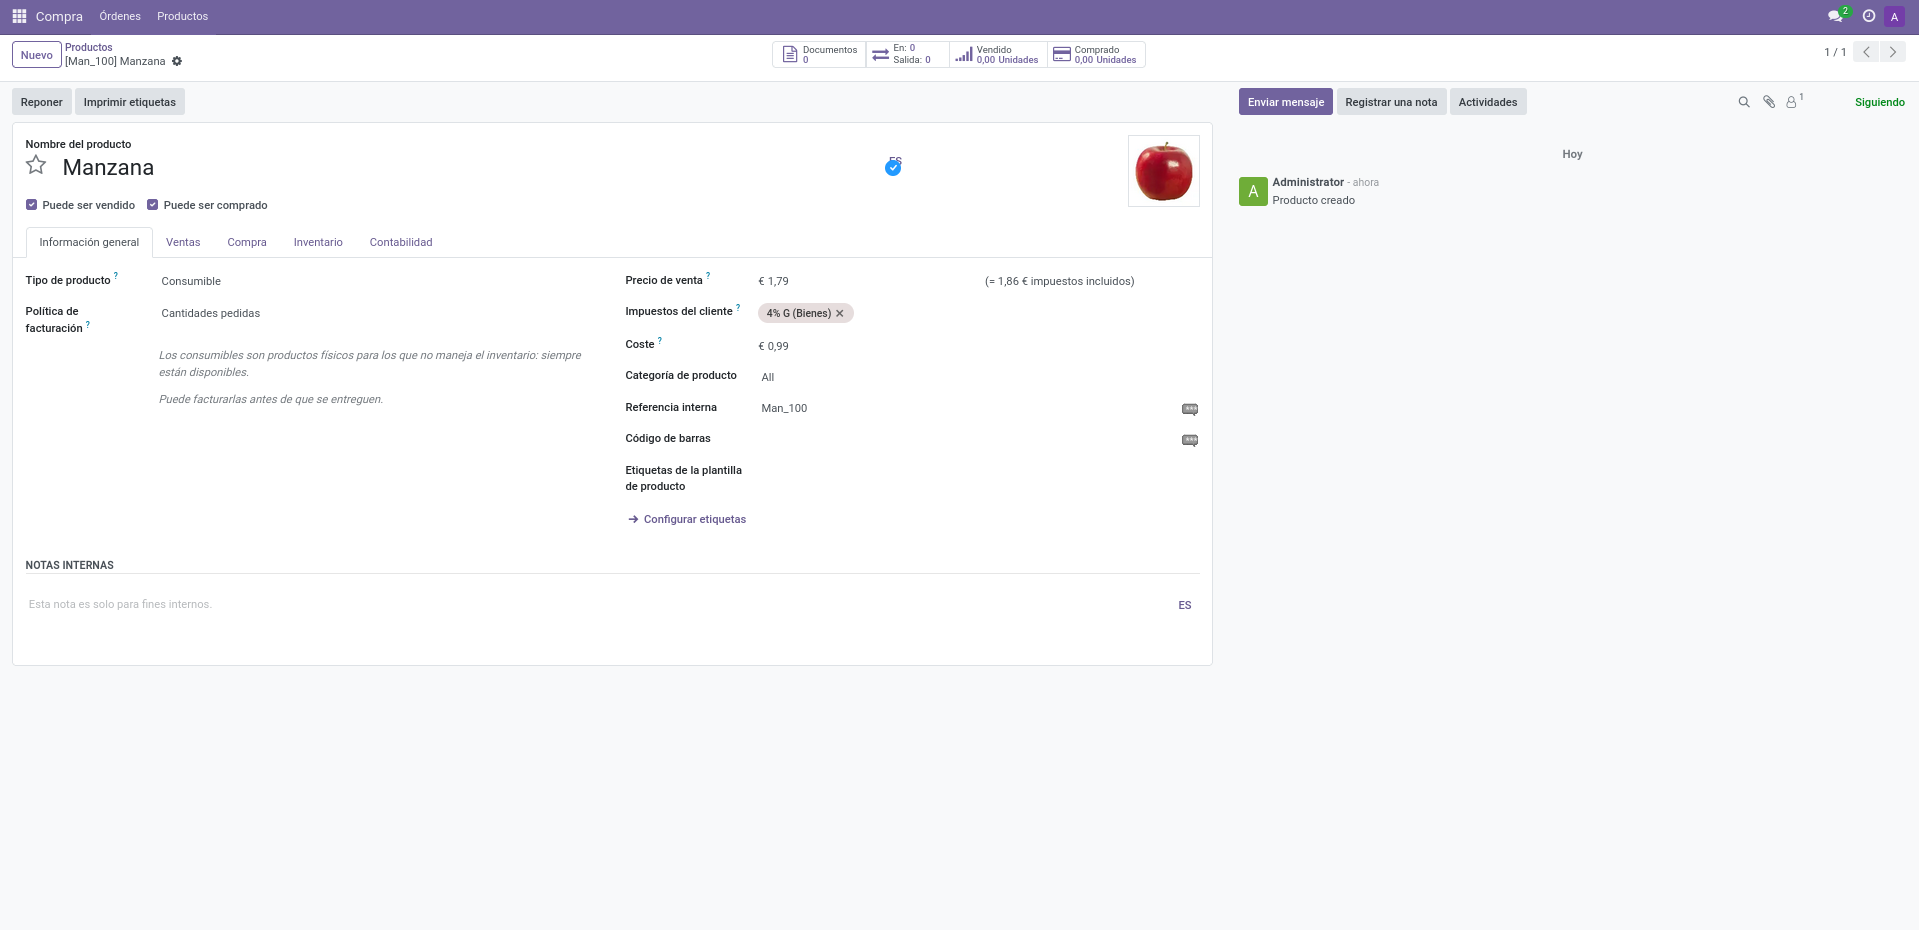 Compra Órdenes Productos 2 A
Nuevo
Productos
[Man_100] Manzana
Documentos
0
En: 0
Salida: 0
Vendido
0,00 Unidades
Comprado
0,00 Unidades
1 / 1
Reponer Imprimir etiquetas
Enviar mensaje Registrar una nota Actividades 1 Siguiendo
Nombre del producto
Manzana
ES
Puede ser vendido Puede ser comprado
Información general Ventas Compra Inventario Contabilidad
Tipo de producto ? Consumible
Política de
facturación ? Cantidades pedidas
Los consumibles son productos físicos para los que no maneja el inventario: siempre
están disponibles.
Puede facturarlas antes de que se entreguen.
Precio de venta ? € 1,79 (= 1,86 € impuestos incluidos)
Impuestos del cliente ? 4% G (Bienes)
Coste ? € 0,99
Categoría de producto All
Referencia interna Man_100
Código de barras
Etiquetas de la plantilla
de producto
Configurar etiquetas
NOTAS INTERNAS
Esta nota es solo para fines internos. ES
Hoy
A
Administrator - ahora
Producto creado